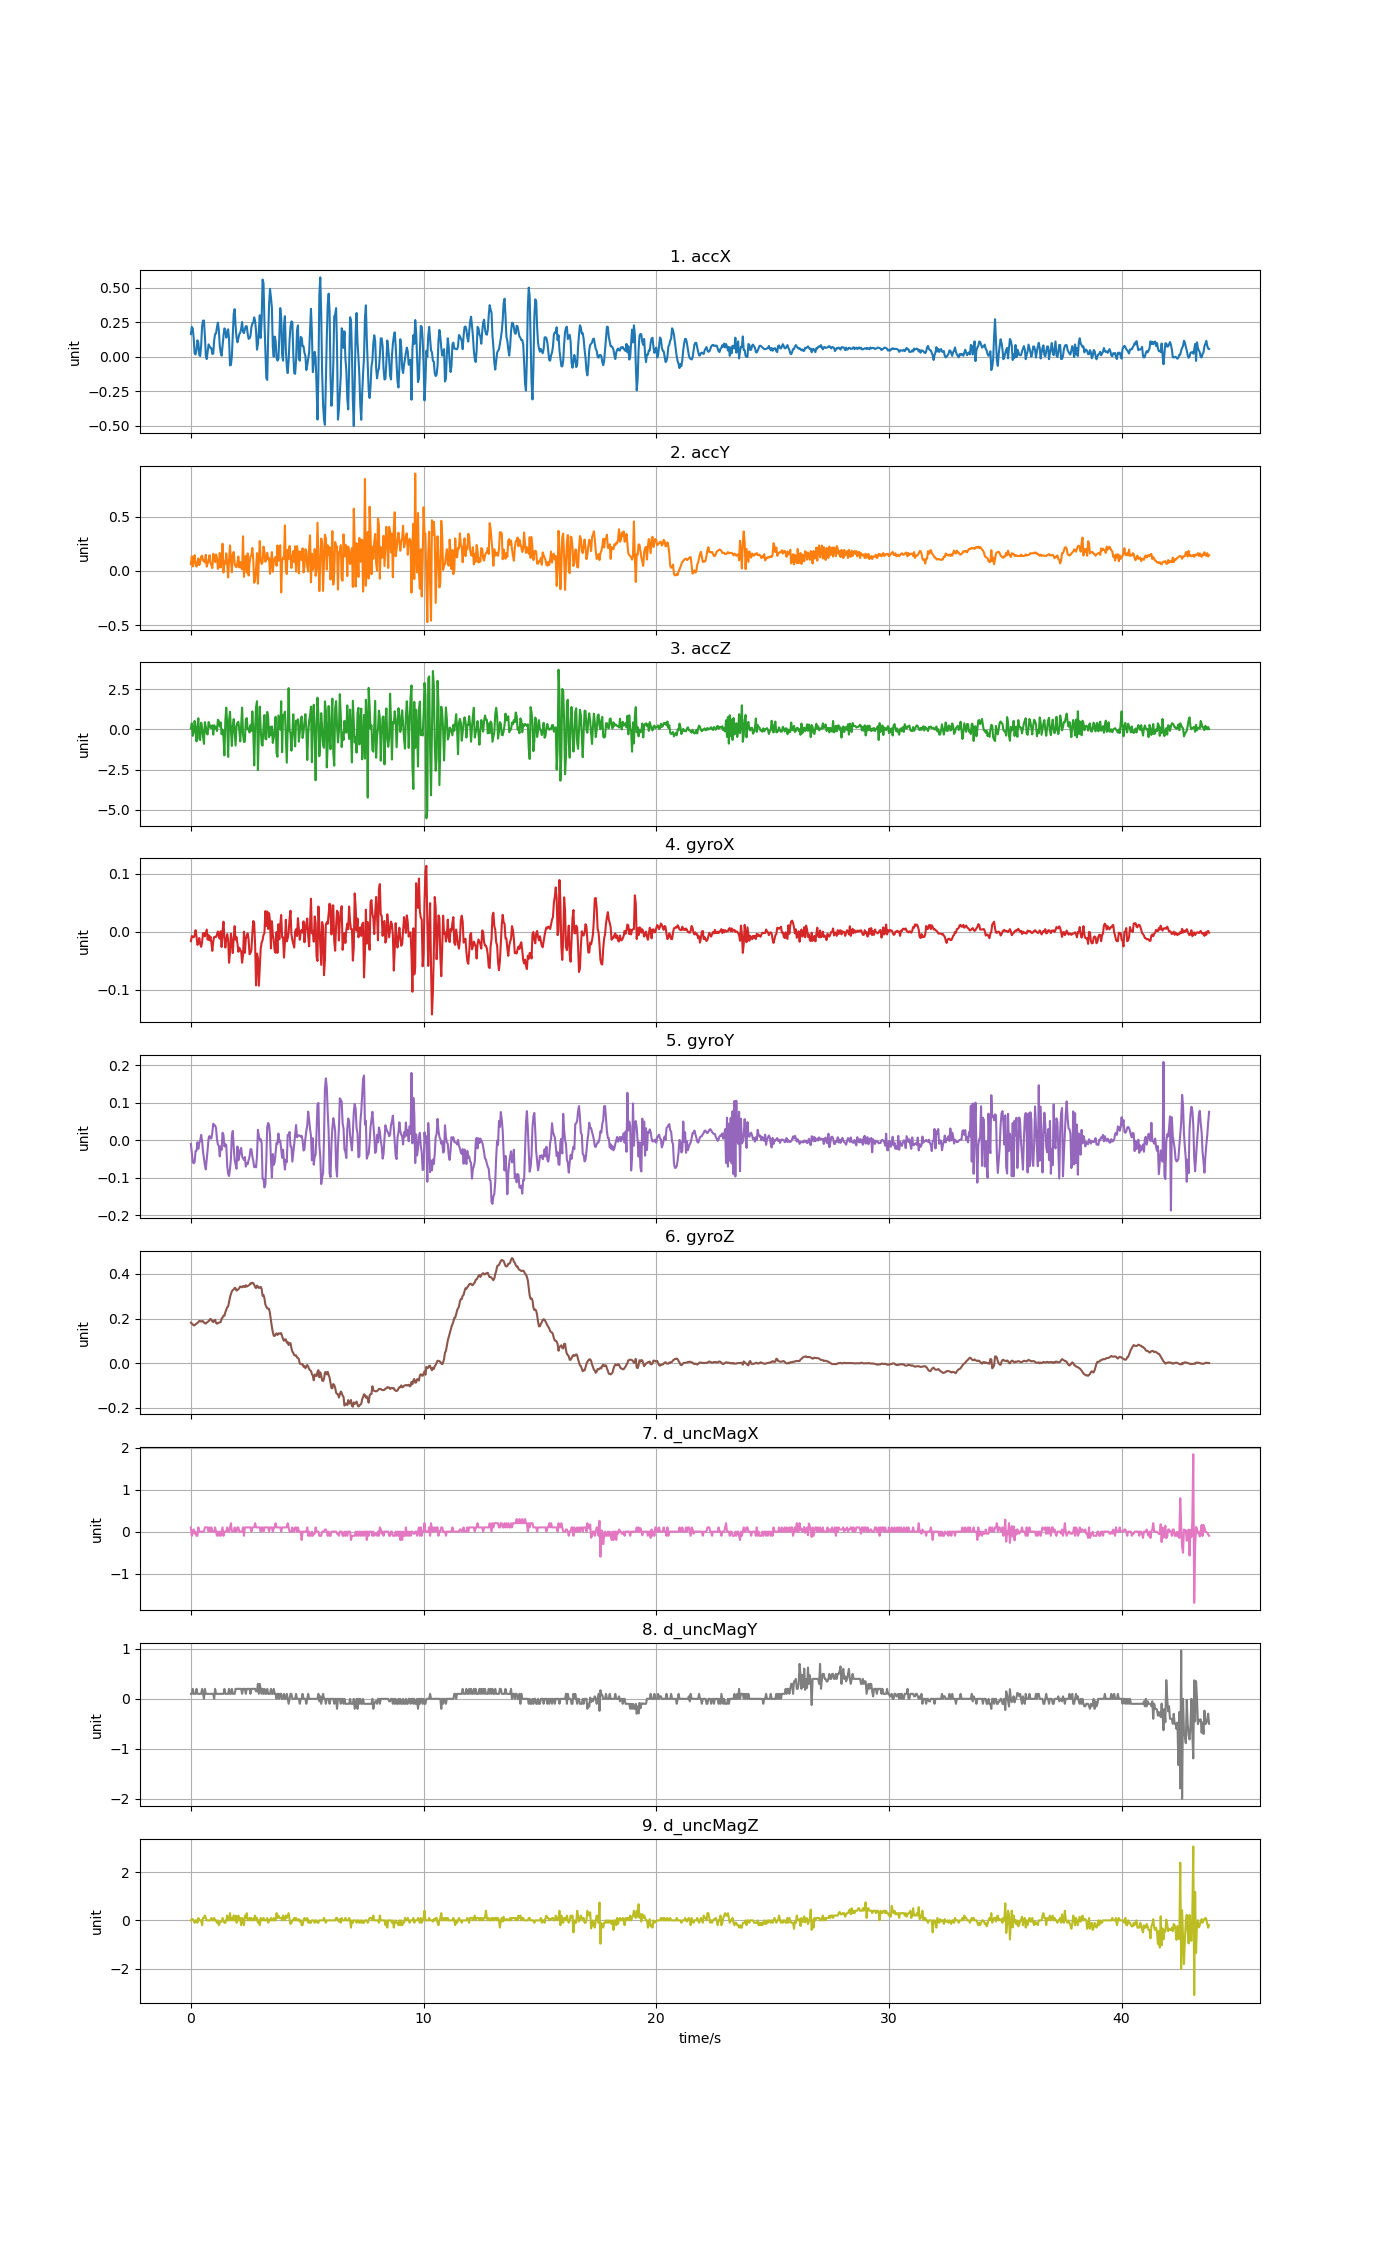 1. accX
0.50
0.25
0.00
−0.25
−0.50
unit
2. accY
0.5
0.0
−0.5
unit
3. accZ
2.5
0.0
−2.5
−5.0
unit
4. gyroX
0.1
0.0
−0.1
unit
5. gyroY
0.2
0.1
0.0
−0.1
−0.2
unit
6. gyroZ
0.4
0.2
0.0
−0.2
unit
7. d_uncMagX
2
1
0
−1
unit
8. d_uncMagY
1
0
−1
−2
unit
9. d_uncMagZ
2
0
−2
unit
0 10 20 30 40
time/s